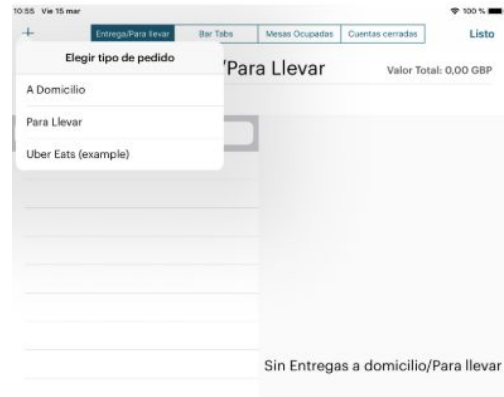 10:55 Vie 15 mar 100 %
+ Entrega/Para llevar Bar Tabs Mesas Ocupadas Cuentas cerradas Listo
Elegir tipo de pedido
/Para Llevar Valor Total: 0,00 GBP
A Domicilio
Para Llevar
Uber Eats (example)
Sin Entregas a domicilio/Para llevar